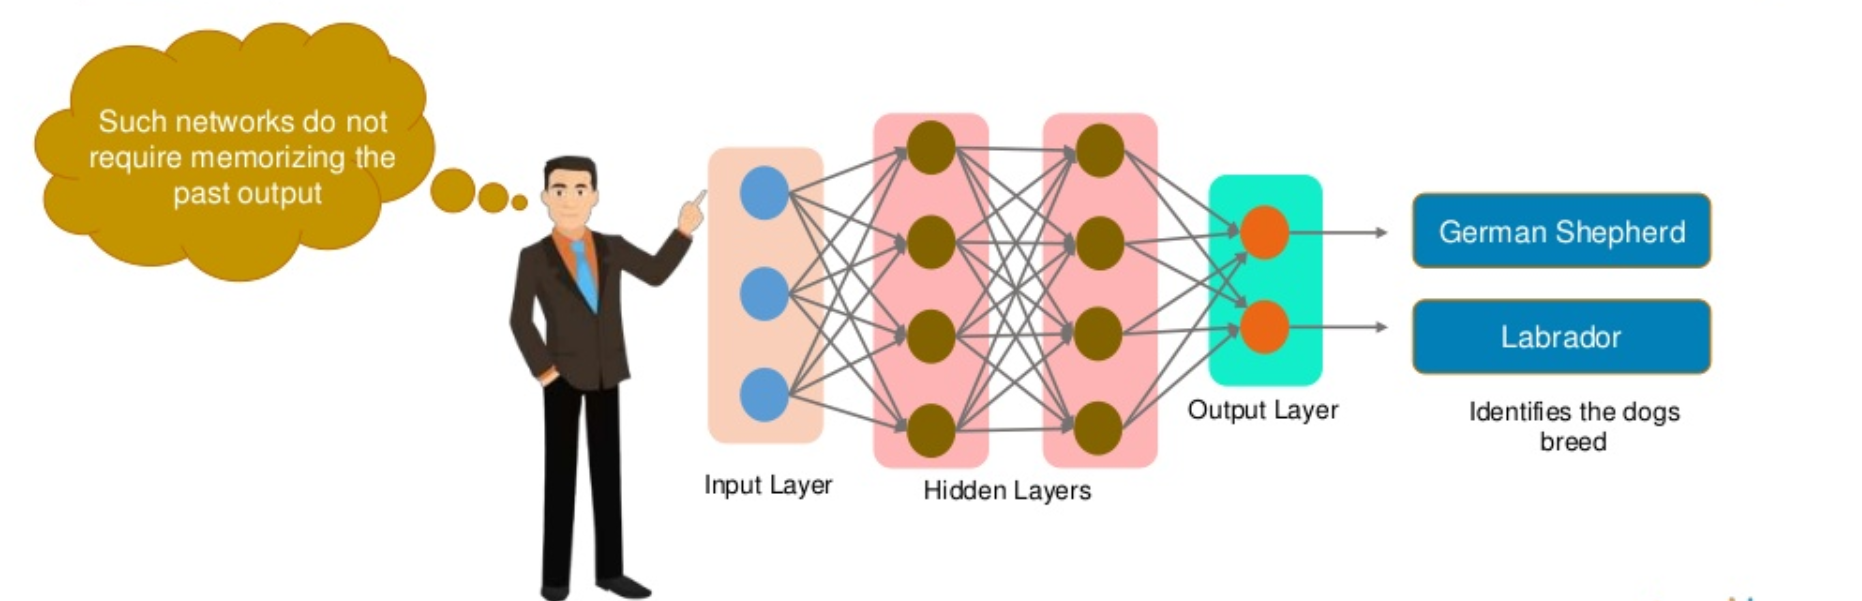 Such networks do not
require memorizing the
past output
Input Layer
Hidden Layers
Output Layer
German Shepherd
Labrador
Identifies the dogs
breed